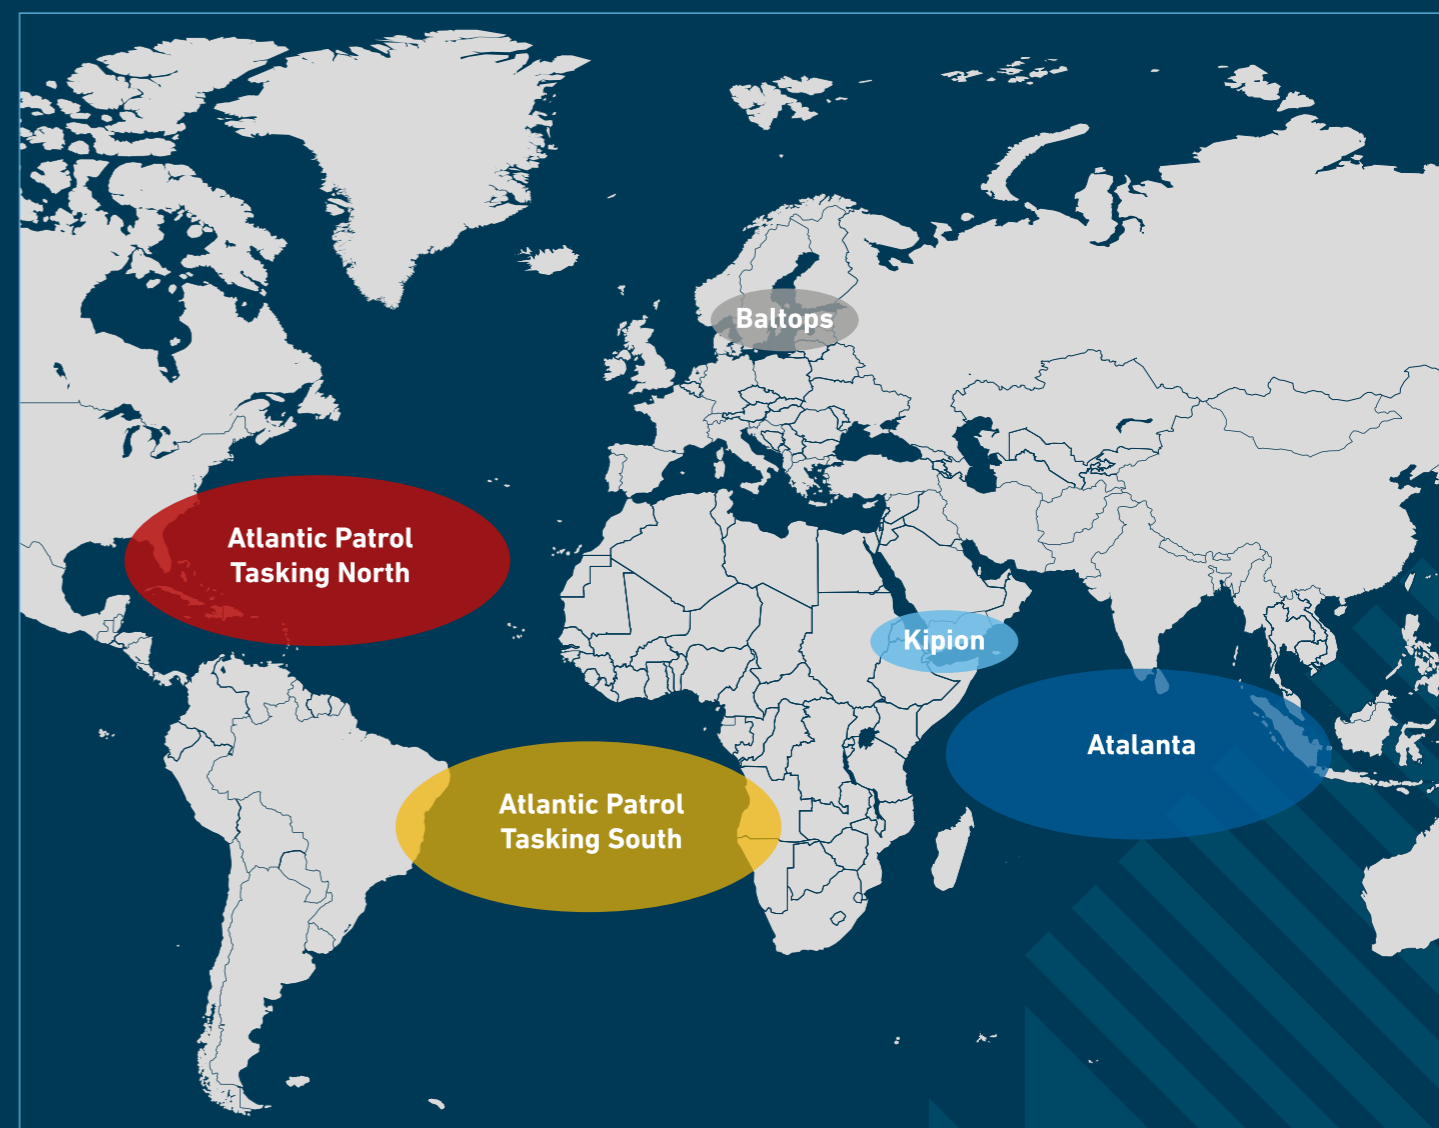 Baltops
Atlantic Patrol
Tasking North
Kipion
Atalanta
Atlantic Patrol
Tasking South